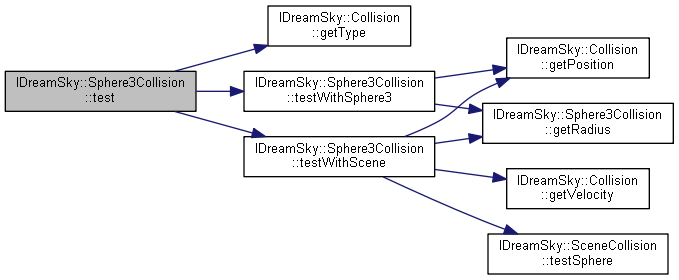 IDreamSky::Sphere3Collision
::test
IDreamSky::Collision
::getType
IDreamSky::Sphere3Collision
::testWithSphere3
IDreamSky::Sphere3Collision
::testWithScene
IDreamSky::Collision
::getPosition
IDreamSky::Sphere3Collision
::getRadius
IDreamSky::Collision
::getVelocity
IDreamSky::SceneCollision
::testSphere